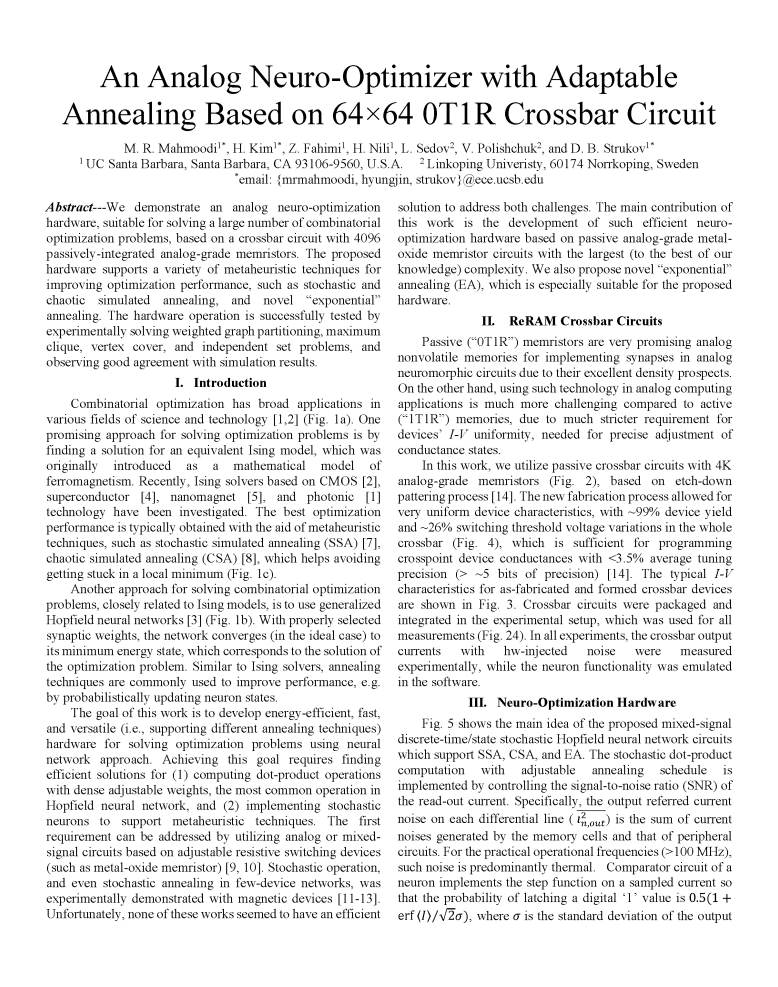 An Analog Neuro-Optimizer with Adaptable
Annealing Based on 64×64 0T1R Crossbar Circuit
M. R. Mahmoodi¹*, H. Kim¹*, Z. Fahimi¹, H. Nili¹, L. Sedov², V. Polishchuk², and D. B. Strukov¹*
¹ UC Santa Barbara, Santa Barbara, CA 93106-9560, U.S.A. ² Linkoping Univeristy, 60174 Norrkoping, Sweden
*email: {mrmahmoodi, hyungjin, strukov}@ece.ucsb.edu
Abstract---We demonstrate an analog neuro-optimization
hardware, suitable for solving a large number of combinatorial
optimization problems, based on a crossbar circuit with 4096
passively-integrated analog-grade memristors. The proposed
hardware supports a variety of metaheuristic techniques for
improving optimization performance, such as stochastic and
chaotic simulated annealing, and novel “exponential”
annealing. The hardware operation is successfully tested by
experimentally solving weighted graph partitioning, maximum
clique, vertex cover, and independent set problems, and
observing good agreement with simulation results.
I. Introduction
Combinatorial optimization has broad applications in
various fields of science and technology [1,2] (Fig. 1a). One
promising approach for solving optimization problems is by
finding a solution for an equivalent Ising model, which was
originally introduced as a mathematical model of
ferromagnetism. Recently, Ising solvers based on CMOS [2],
superconductor [4], nanomagnet [5], and photonic [1]
technology have been investigated. The best optimization
performance is typically obtained with the aid of metaheuristic
techniques, such as stochastic simulated annealing (SSA) [7],
chaotic simulated annealing (CSA) [8], which helps avoiding
getting stuck in a local minimum (Fig. 1c).
Another approach for solving combinatorial optimization
problems, closely related to Ising models, is to use generalized
Hopfield neural networks [3] (Fig. 1b). With properly selected
synaptic weights, the network converges (in the ideal case) to
its minimum energy state, which corresponds to the solution of
the optimization problem. Similar to Ising solvers, annealing
techniques are commonly used to improve performance, e.g.
by probabilistically updating neuron states.
The goal of this work is to develop energy-efficient, fast,
and versatile (i.e., supporting different annealing techniques)
hardware for solving optimization problems using neural
network approach. Achieving this goal requires finding
efficient solutions for (1) computing dot-product operations
with dense adjustable weights, the most common operation in
Hopfield neural network, and (2) implementing stochastic
neurons to support metaheuristic techniques. The first
requirement can be addressed by utilizing analog or mixed-
signal circuits based on adjustable resistive switching devices
(such as metal-oxide memristor) [9, 10]. Stochastic operation,
and even stochastic annealing in few-device networks, was
experimentally demonstrated with magnetic devices [11-13].
Unfortunately, none of these works seemed to have an efficient
solution to address both challenges. The main contribution of
this work is the development of such efficient neuro-
optimization hardware based on passive analog-grade metal-
oxide memristor circuits with the largest (to the best of our
knowledge) complexity. We also propose novel “exponential”
annealing (EA), which is especially suitable for the proposed
hardware.
II. ReRAM Crossbar Circuits
Passive (“0T1R”) memristors are very promising analog
nonvolatile memories for implementing synapses in analog
neuromorphic circuits due to their excellent density prospects.
On the other hand, using such technology in analog computing
applications is much more challenging compared to active
(“1T1R”) memories, due to much stricter requirement for
devices’ I-V uniformity, needed for precise adjustment of
conductance states.
In this work, we utilize passive crossbar circuits with 4K
analog-grade memristors (Fig. 2), based on etch-down
pattering process [14]. The new fabrication process allowed for
very uniform device characteristics, with ~99% device yield
and ~26% switching threshold voltage variations in the whole
crossbar (Fig. 4), which is sufficient for programming
crosspoint device conductances with <3.5% average tuning
precision (> ~5 bits of precision) [14]. The typical I-V
characteristics for as-fabricated and formed crossbar devices
are shown in Fig. 3. Crossbar circuits were packaged and
integrated in the experimental setup, which was used for all
measurements (Fig. 24). In all experiments, the crossbar output
currents with hw-injected noise were measured
experimentally, while the neuron functionality was emulated
in the software.
III. Neuro-Optimization Hardware
Fig. 5 shows the main idea of the proposed mixed-signal
discrete-time/state stochastic Hopfield neural network circuits
which support SSA, CSA, and EA. The stochastic dot-product
computation with adjustable annealing schedule is
implemented by controlling the signal-to-noise ratio (SNR) of
the read-out current. Specifically, the output referred current
noise on each differential line ( $\overline{i_{n,out}^2}$) is the sum of current
noises generated by the memory cells and that of peripheral
circuits. For the practical operational frequencies (>100 MHz),
such noise is predominantly thermal. Comparator circuit of a
neuron implements the step function on a sampled current so
that the probability of latching a digital ‘1’ value is 0.5(1 +
erf ⟨I⟩/√2σ), where σ is the standard deviation of the output